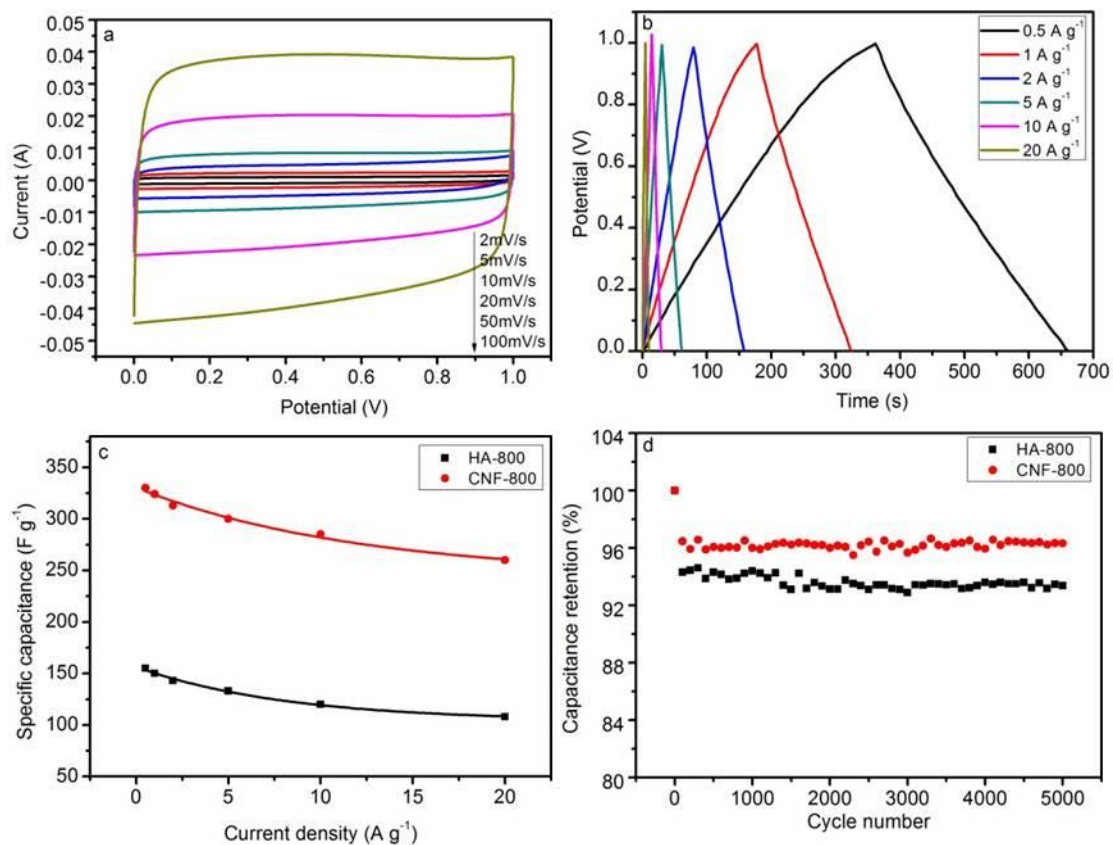 a
0.05
0.04
0.03
0.02
0.01
0.00
-0.01
-0.02
-0.03
-0.04
-0.05
Current (A)
2mV/s
5mV/s
10mV/s
20mV/s
50mV/s
100mV/s
0.0 0.2 0.4 0.6 0.8 1.0
Potential (V)
b
0.5 A g⁻¹
1 A g⁻¹
2 A g⁻¹
5 A g⁻¹
10 A g⁻¹
20 A g⁻¹
1.0
0.8
0.6
0.4
0.2
0.0
Potential (V)
0 100 200 300 400 500 600 700
Time (s)
c
HA-800
CNF-800
350
300
250
200
150
100
50
Specific capacitance (F g⁻¹)
0 5 10 15 20
Current density (A g⁻¹)
d
HA-800
CNF-800
104
100
96
92
88
84
80
Capacitance retention (%)
0 1000 2000 3000 4000 5000
Cycle number